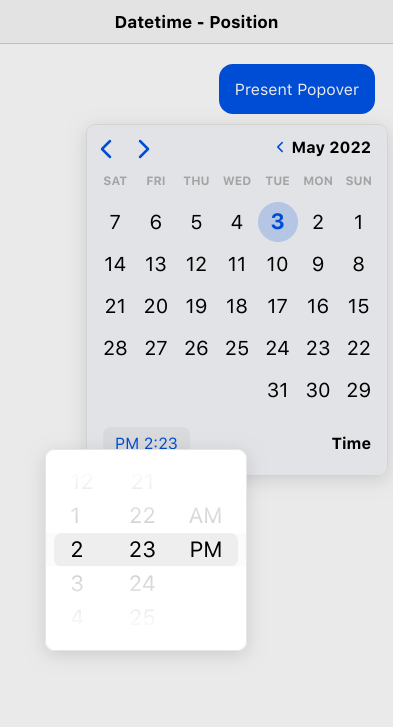 Datetime - Position
Present Popover
May 2022
SAT FRI THU WED TUE MON SUN
7 6 5 4 3 2 1
14 13 12 11 10 9 8
21 20 19 18 17 16 15
28 27 26 25 24 23 22
31 30 29
PM 2:23 Time
12 21
1 22 AM
2 23 PM
3 24
4 25